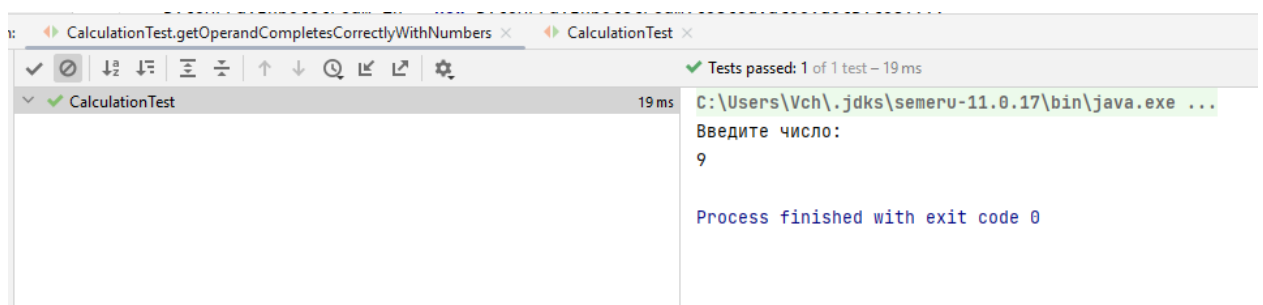 CalculationTest.getOperandCompletesCorrectlyWithNumbers
CalculationTest
Tests passed: 1 of 1 test – 19 ms
CalculationTest 19 ms
C:\Users\Vch\.jdks\semeru-11.0.17\bin\java.exe ...
Введите число:
9
Process finished with exit code 0